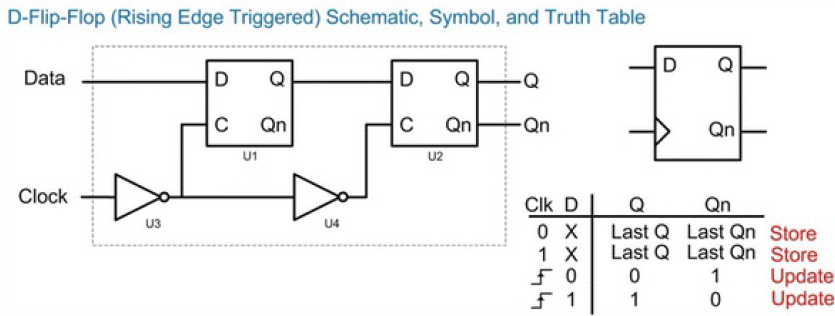 D-Flip-Flop (Rising Edge Triggered) Schematic, Symbol, and Truth Table
Data D Q D Q Q D Q
C Qn C Qn Qn Qn
U1 U2
Clock
U3 U4
Clk D Q Qn
0 X Last Q Last Qn Store
1 X Last Q Last Qn Store
0 0 1 Update
1 1 0 Update